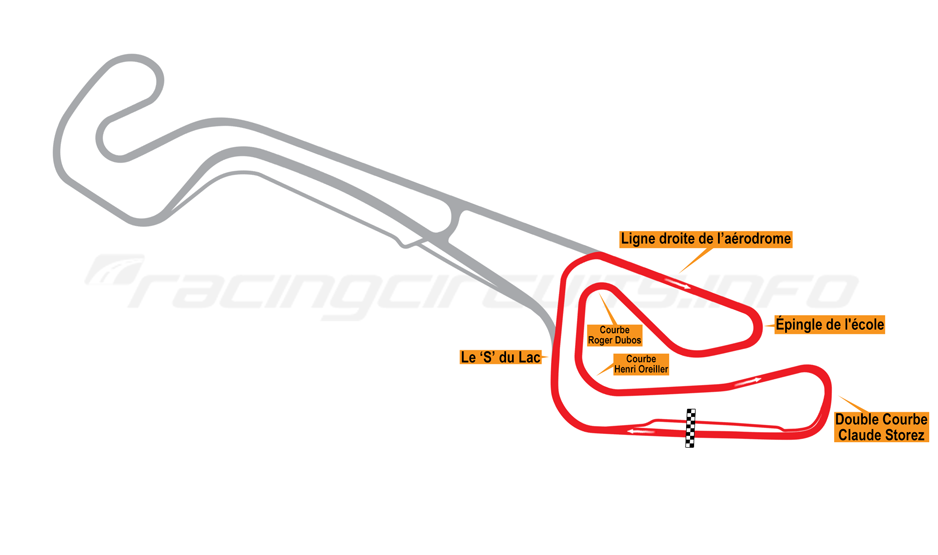 Ligne droite de l'aérodrome
racingcircuits.info
Épingle de l'école
Courbe
Roger Dubos
Le ‘S’ du Lac
Courbe
Henri Oreiller
Double Courbe
Claude Storez